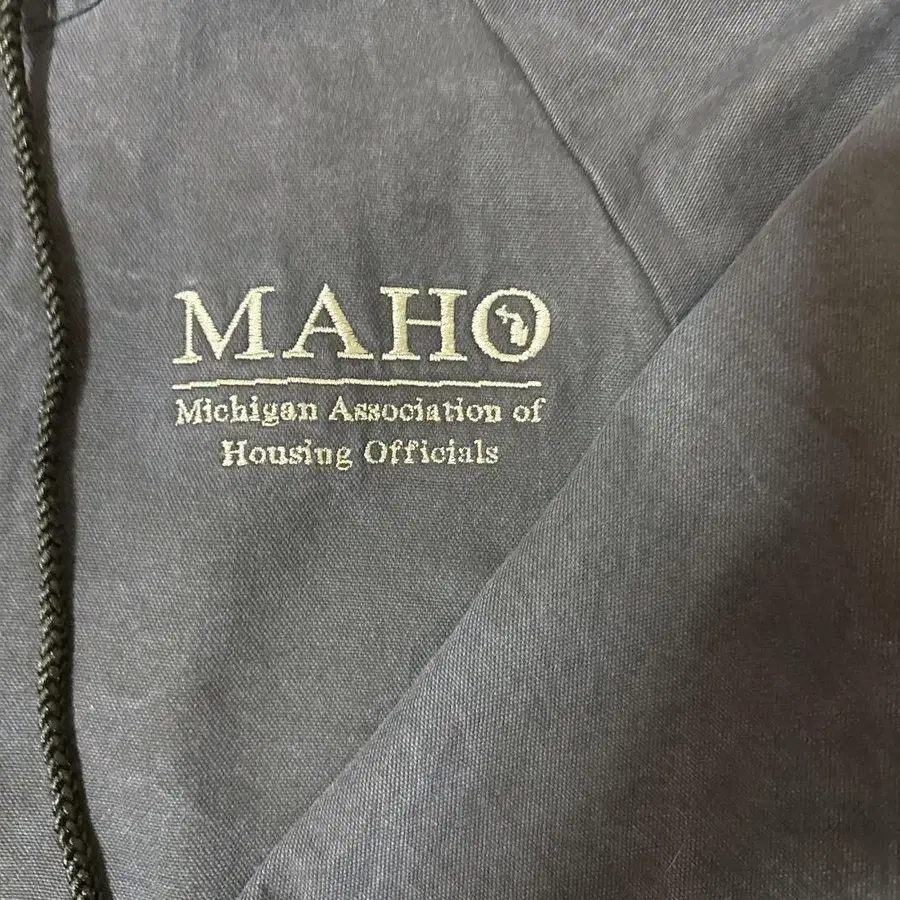 MAHO
Michigan Association of
Housing Officials